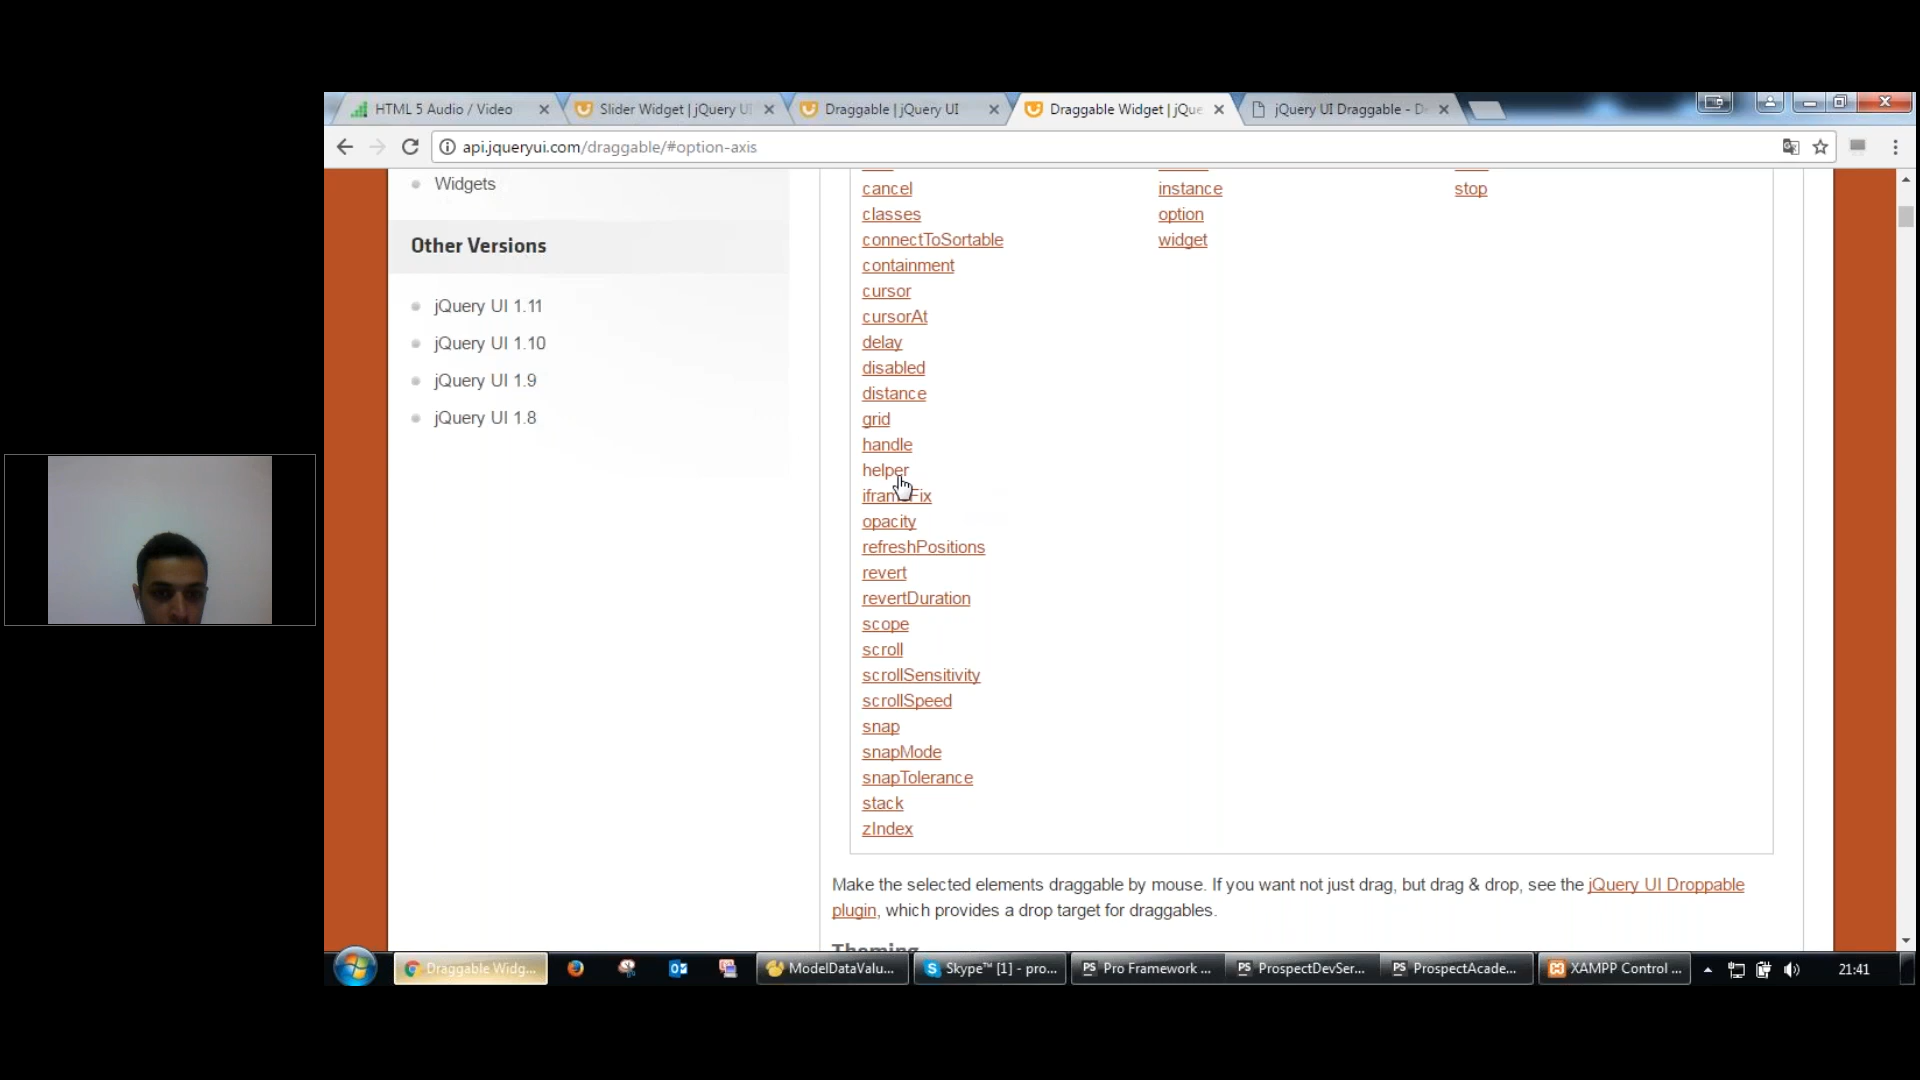 HTML 5 Audio / Video
Slider Widget | jQuery UI
Draggable | jQuery UI
Draggable Widget | jQue
jQuery UI Draggable - D
api.jqueryui.com/draggable/#option-axis
Widgets
Other Versions
jQuery UI 1.11
jQuery UI 1.10
jQuery UI 1.9
jQuery UI 1.8
cancel
classes
connectToSortable
containment
cursor
cursorAt
delay
disabled
distance
grid
handle
helper
iframeFix
opacity
refreshPositions
revert
revertDuration
scope
scroll
scrollSensitivity
scrollSpeed
snap
snapMode
snapTolerance
stack
zIndex
instance
option
widget
stop
Make the selected elements draggable by mouse. If you want not just drag, but drag & drop, see the jQuery UI Droppable
plugin, which provides a drop target for draggables.
Theming
Draggable Widg...
ModelDataValu...
Skype™ [1] - pro...
Pro Framework ...
ProspectDevSer...
ProspectAcade...
XAMPP Control ...
21:41